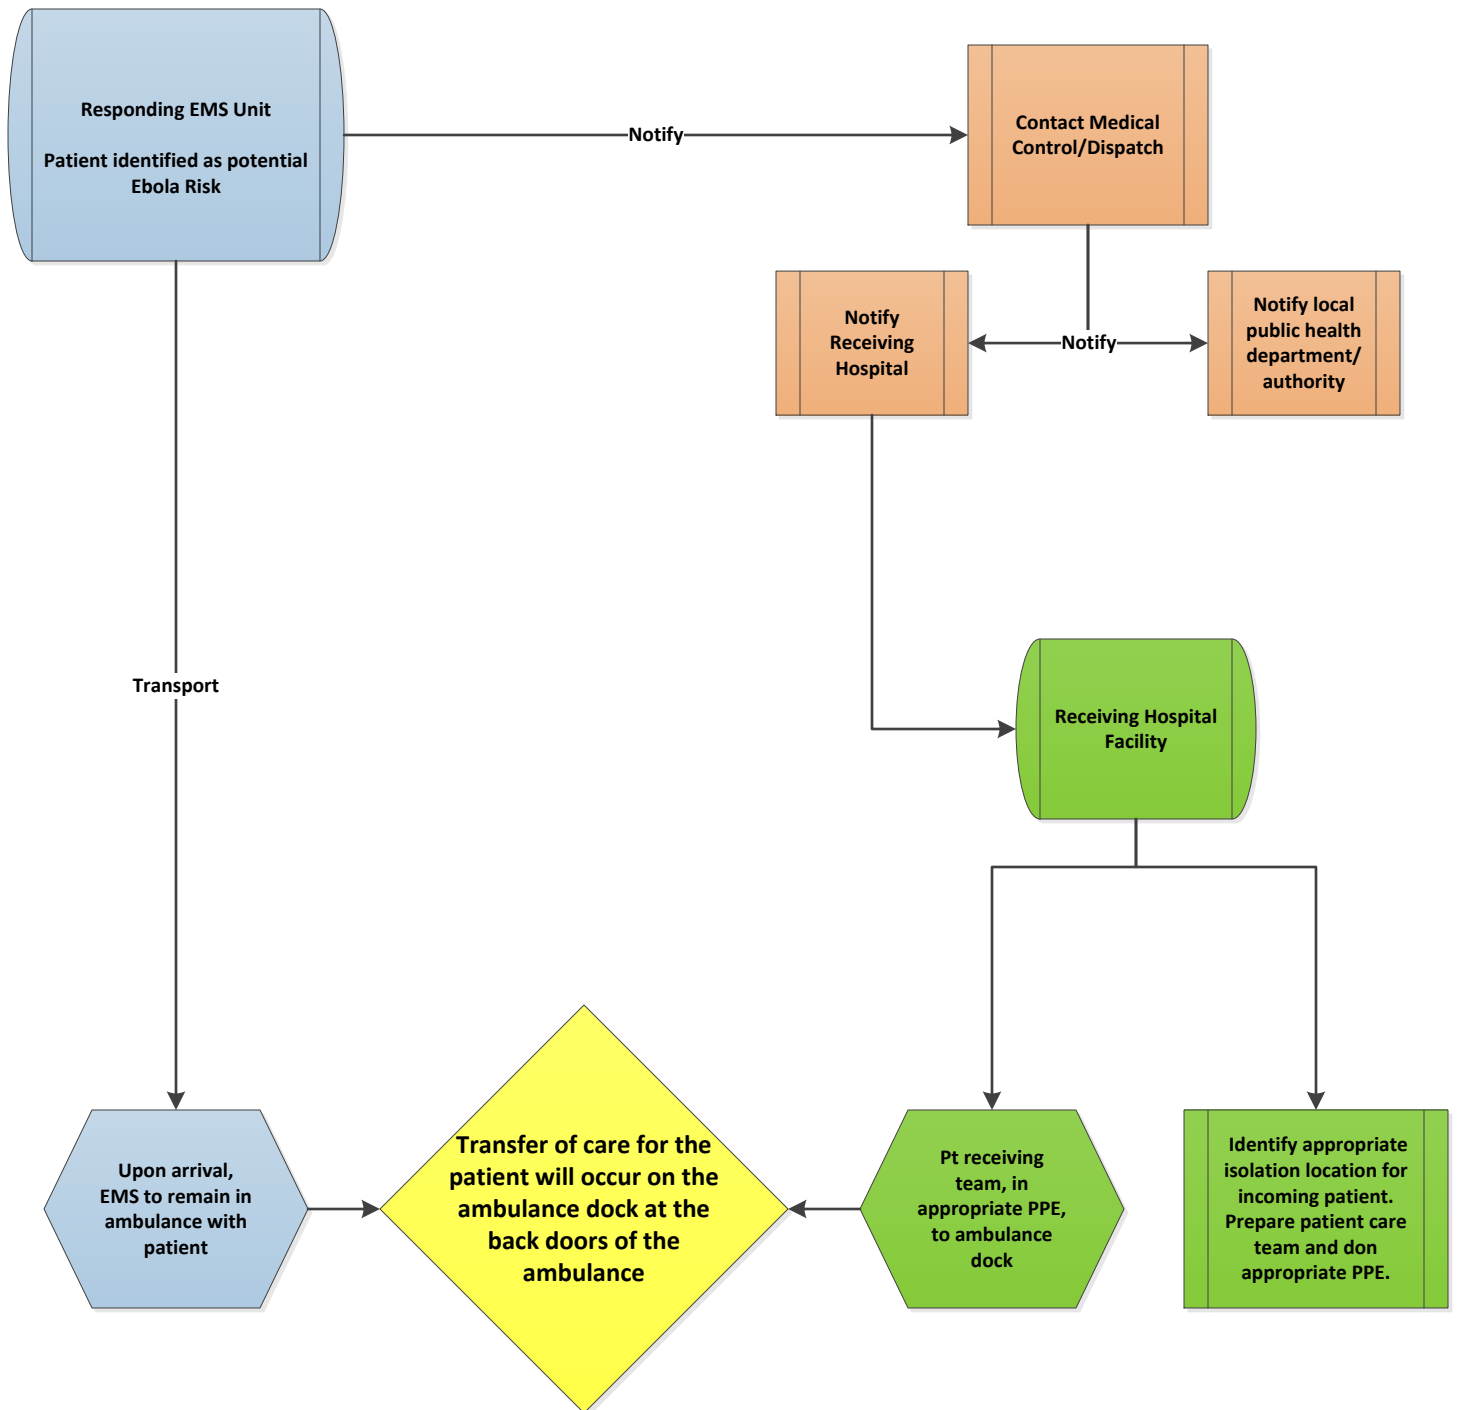 Responding EMS Unit
Patient identified as potential
Ebola Risk
Notify
Contact Medical
Control/Dispatch
Notify
Receiving
Hospital
Notify
Notify local
public health
department/
authority
Transport
Receiving Hospital
Facility
Upon arrival,
EMS to remain in
ambulance with
patient
Transfer of care for the
patient will occur on the
ambulance dock at the
back doors of the
ambulance
Pt receiving
team, in
appropriate PPE,
to ambulance
dock
Identify appropriate
isolation location for
incoming patient.
Prepare patient care
team and don
appropriate PPE.